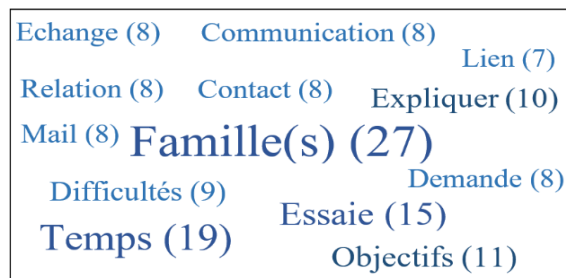 Echange (8) Communication (8)
Lien (7)
Relation (8) Contact (8)
Expliquer (10)
Mail (8) Famille(s) (27)
Difficultés (9) Demande (8)
Essaie (15)
Temps (19)
Objectifs (11)